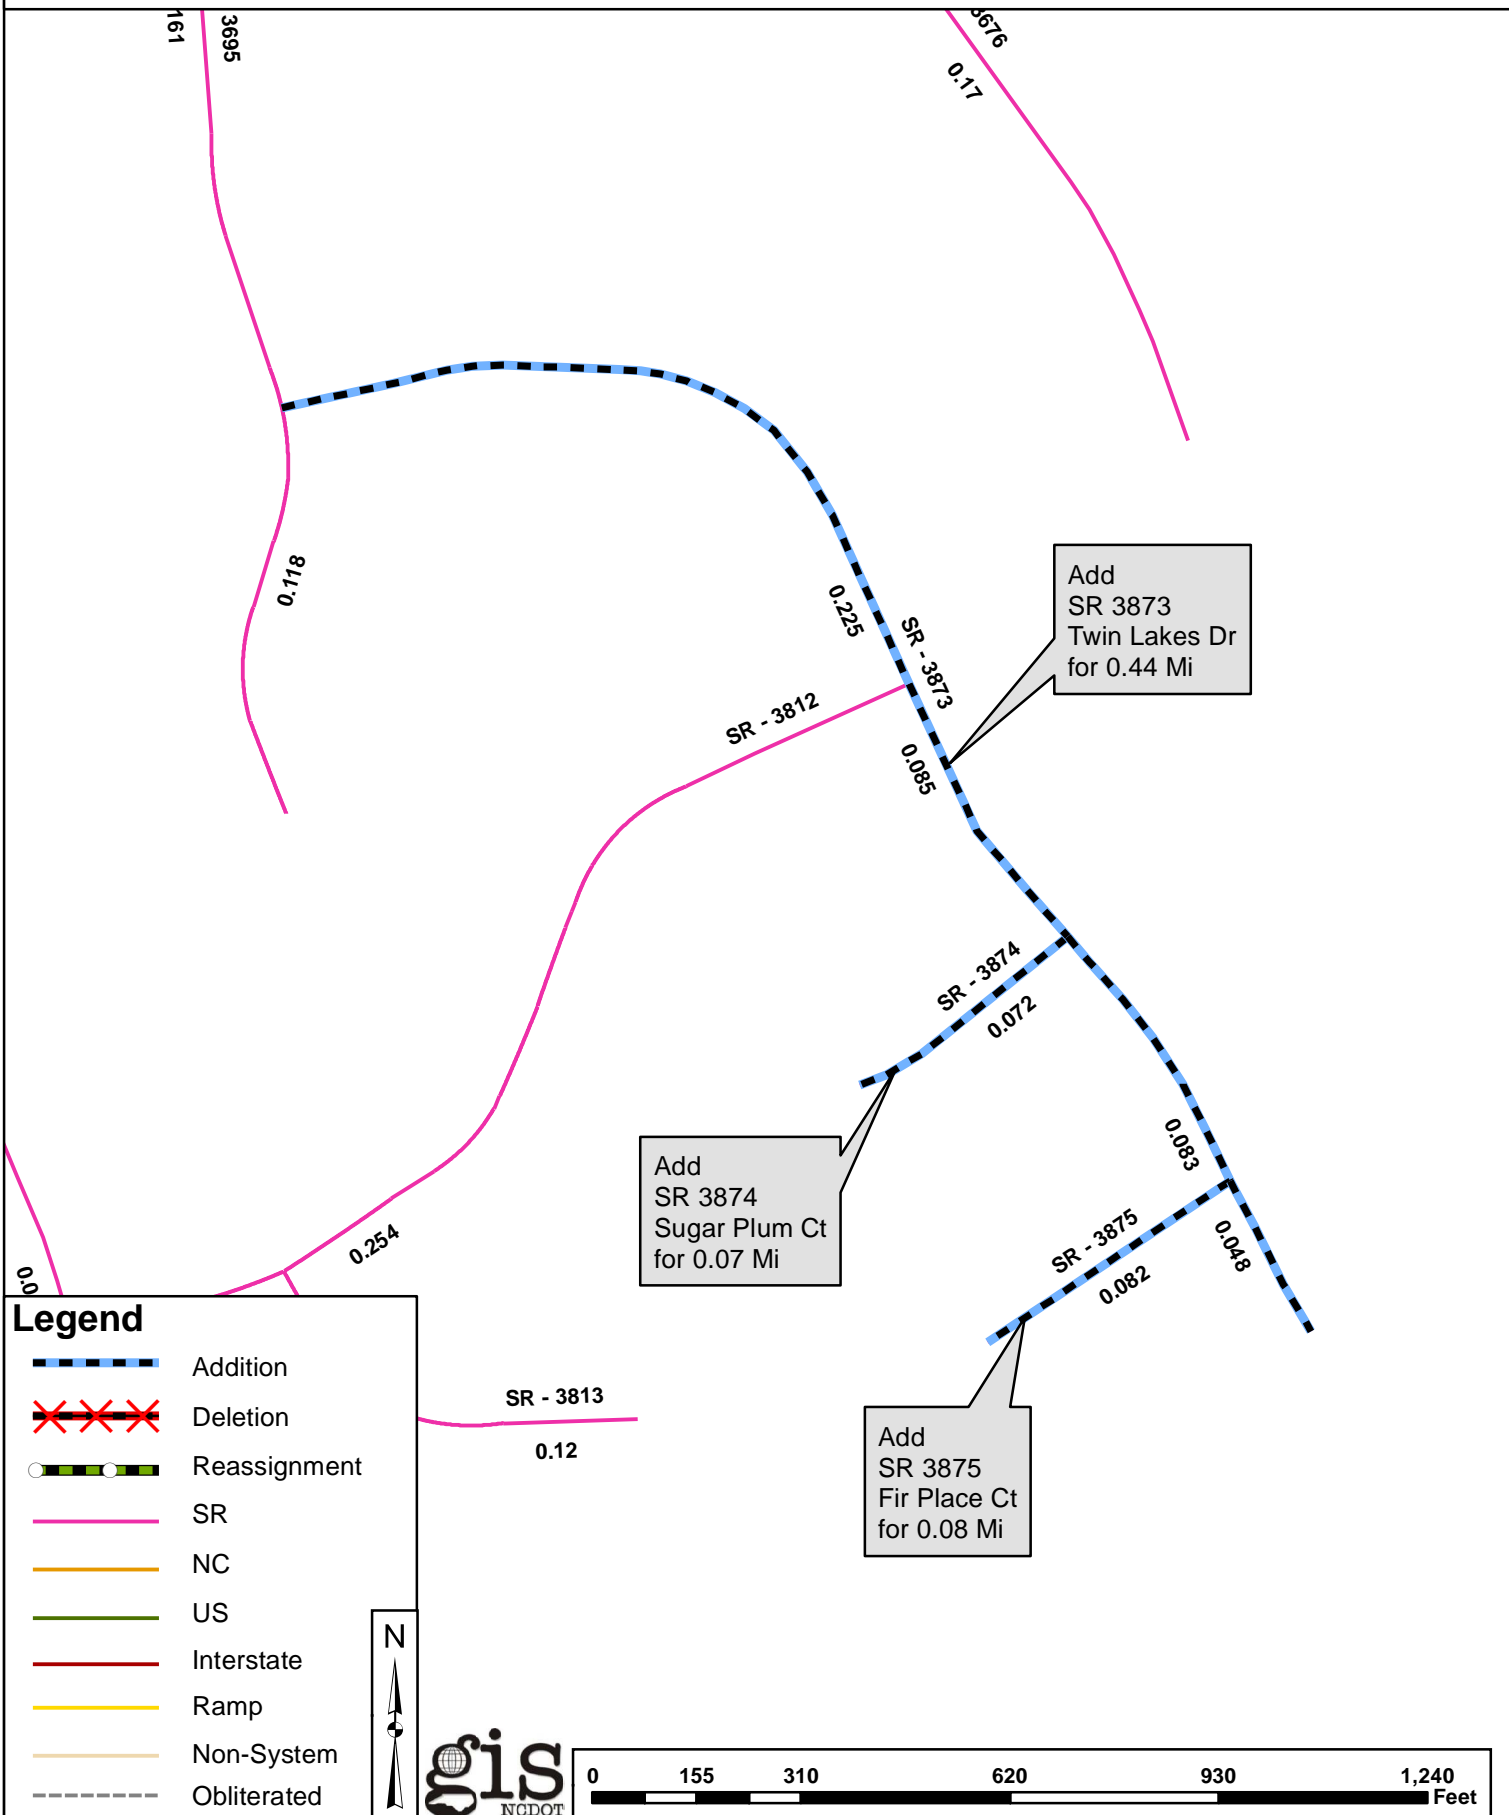 161
3695
3676
0.17
0.118
0.225
SR - 3873
Add
SR 3873
Twin Lakes Dr
for 0.44 Mi
SR - 3812
0.085
SR - 3874
0.072
0.083
Add
SR 3874
Sugar Plum Ct
for 0.07 Mi
SR - 3875
0.082
0.048
0.254
0.0
Add
SR 3875
Fir Place Ct
for 0.08 Mi
SR - 3813
0.12
Legend
Addition
Deletion
Reassignment
SR
NC
US
Interstate
Ramp
Non-System
Obliterated
N
gis
NCDOT
0 155 310 620 930 1,240
Feet